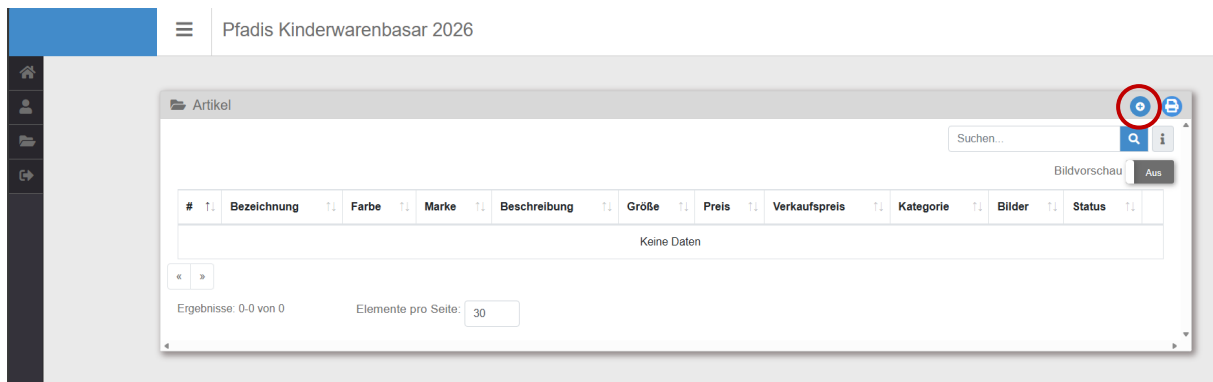 Pfadis Kinderwarenbasar 2026
Artikel
Suchen...
Bildvorschau Aus
# Bezeichnung Farbe Marke Beschreibung Größe Preis Verkaufspreis Kategorie Bilder Status
Keine Daten
« »
Ergebnisse: 0-0 von 0 Elemente pro Seite: 30